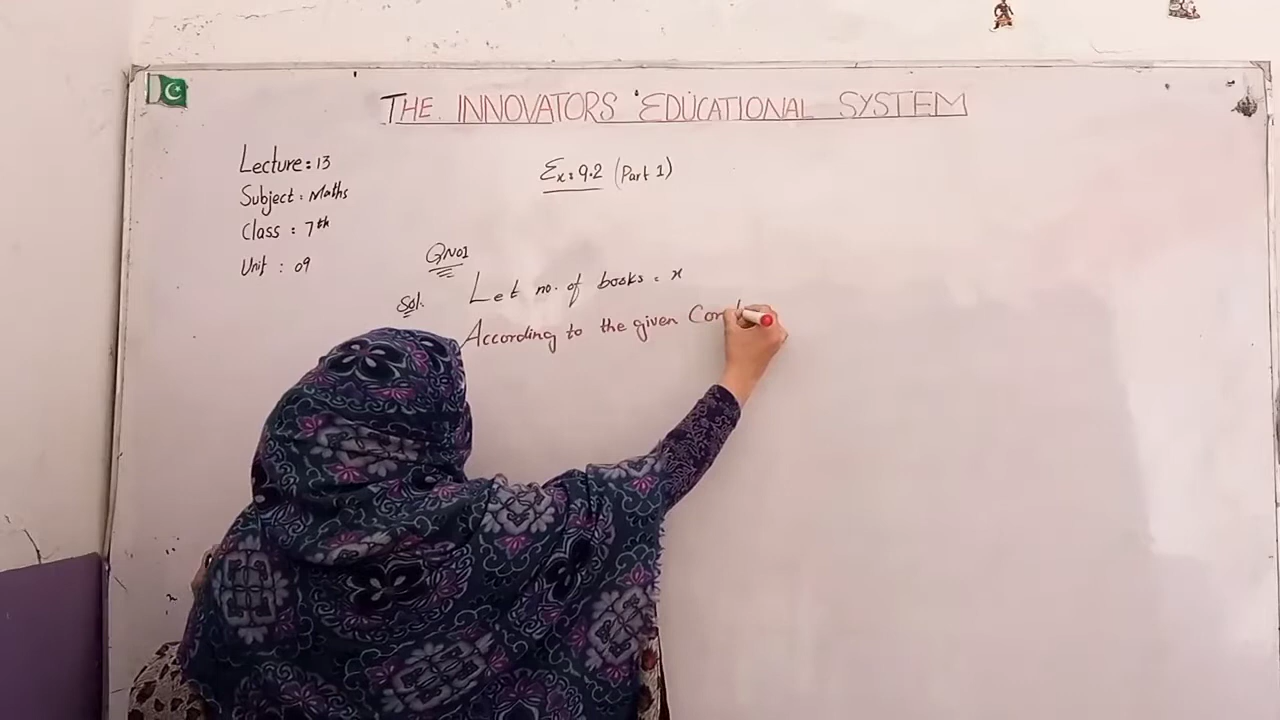 THE INNOVATORS EDUCATIONAL SYSTEM
Lecture: 13
Subject: Maths
Class: 7th
Unit: 09
Ex: 9.2 (Part 1)
QNO1
Sol:
Let no. of books = x
According to the given